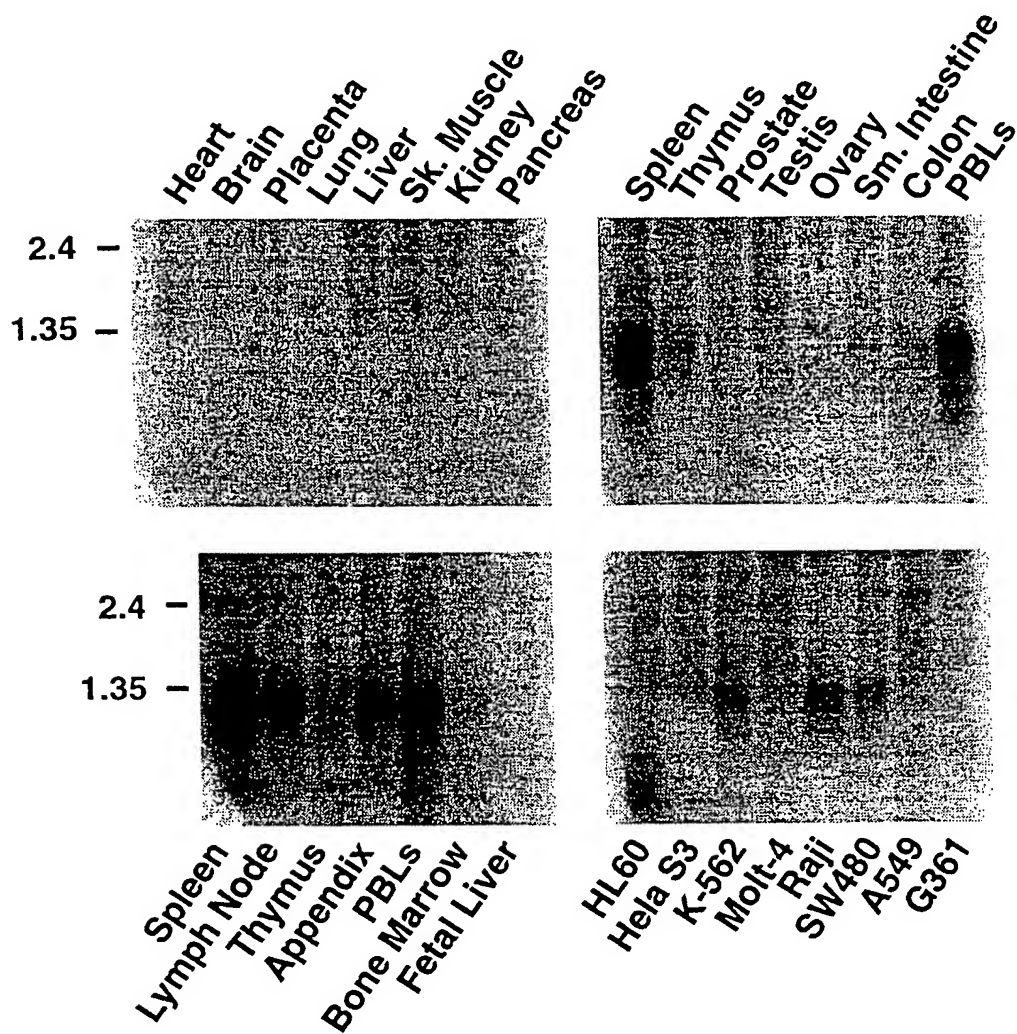 Heart
Brain
Placenta
Lung
Liver
Sk. Muscle
Kidney
Pancreas
Spleen
Thymus
Prostate
Testis
Ovary
Sm. Intestine
Colon
PBLs
2.4
1.35
2.4
1.35
Spleen
Lymph Node
Thymus
Appendix
PBLs
Bone Marrow
Fetal Liver
HL60
Hela S3
K-562
Molt-4
Raji
SW480
A549
G361